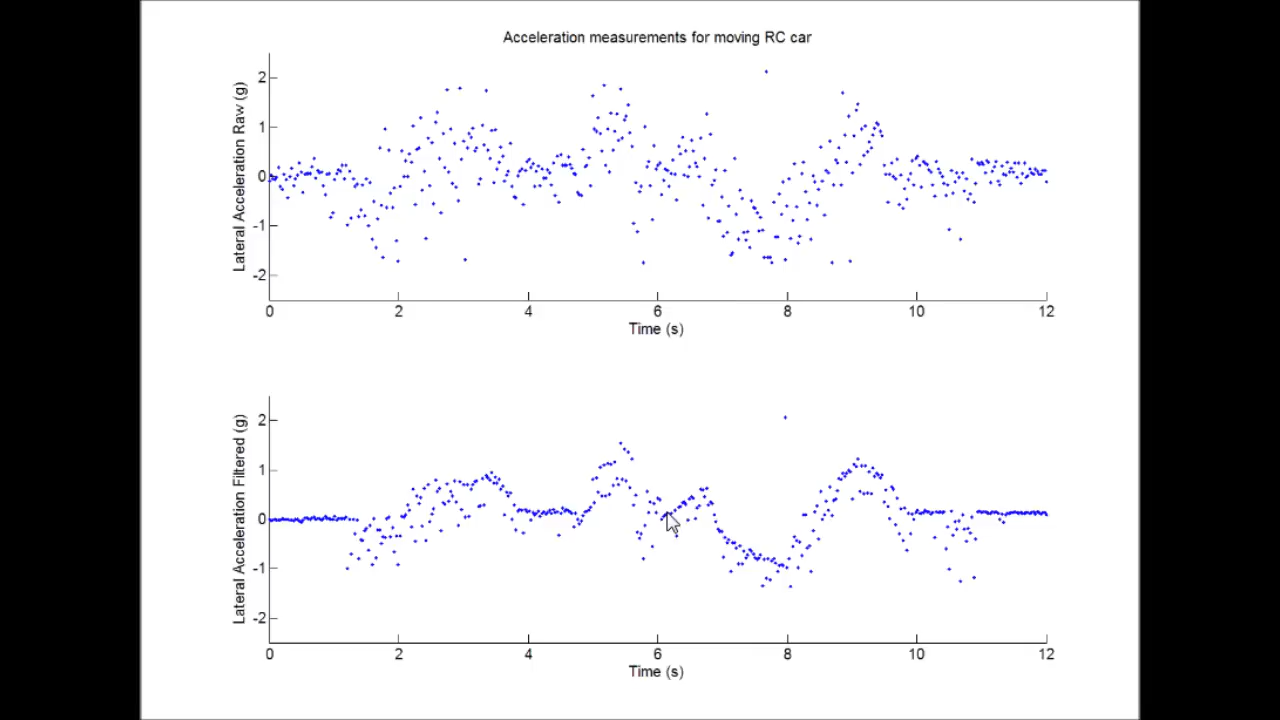 Acceleration measurements for moving RC car
Lateral Acceleration Raw (g)
2
1
0
-1
-2
0 2 4 6 8 10 12
Time (s)
Lateral Acceleration Filtered (g)
2
1
0
-1
-2
0 2 4 6 8 10 12
Time (s)